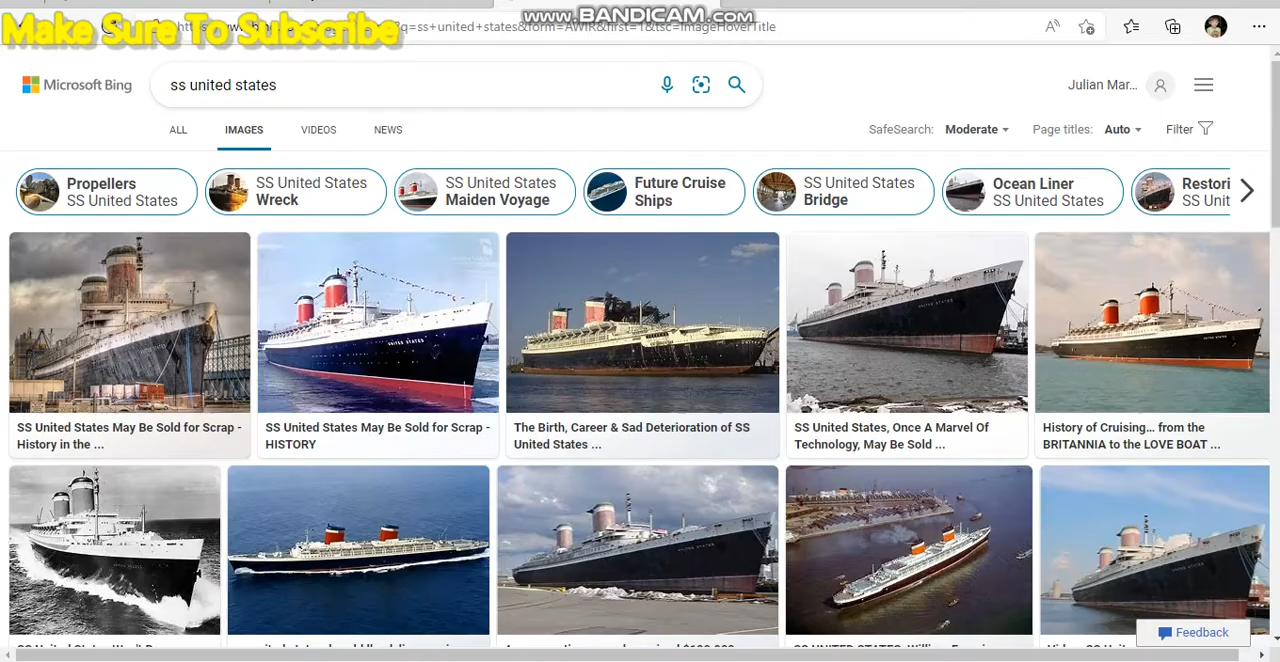 www.BANDICAM.com
Make Sure To Subscribe
q=ss+united+states&form=AWIR&first=1&tsc=ImageHoverTitle
Microsoft Bing
ss united states
Julian Mar...
ALL
IMAGES
VIDEOS
NEWS
SafeSearch: Moderate
Page titles: Auto
Filter
Propellers
SS United States
SS United States
Wreck
SS United States
Maiden Voyage
Future Cruise
Ships
SS United States
Bridge
Ocean Liner
SS United States
Restori
SS Unit
SS United States May Be Sold for Scrap -
History in the ...
SS United States May Be Sold for Scrap -
HISTORY
The Birth, Career & Sad Deterioration of SS
United States ...
SS United States, Once A Marvel Of
Technology, May Be Sold ...
History of Cruising… from the
BRITANNIA to the LOVE BOAT ...
Feedback